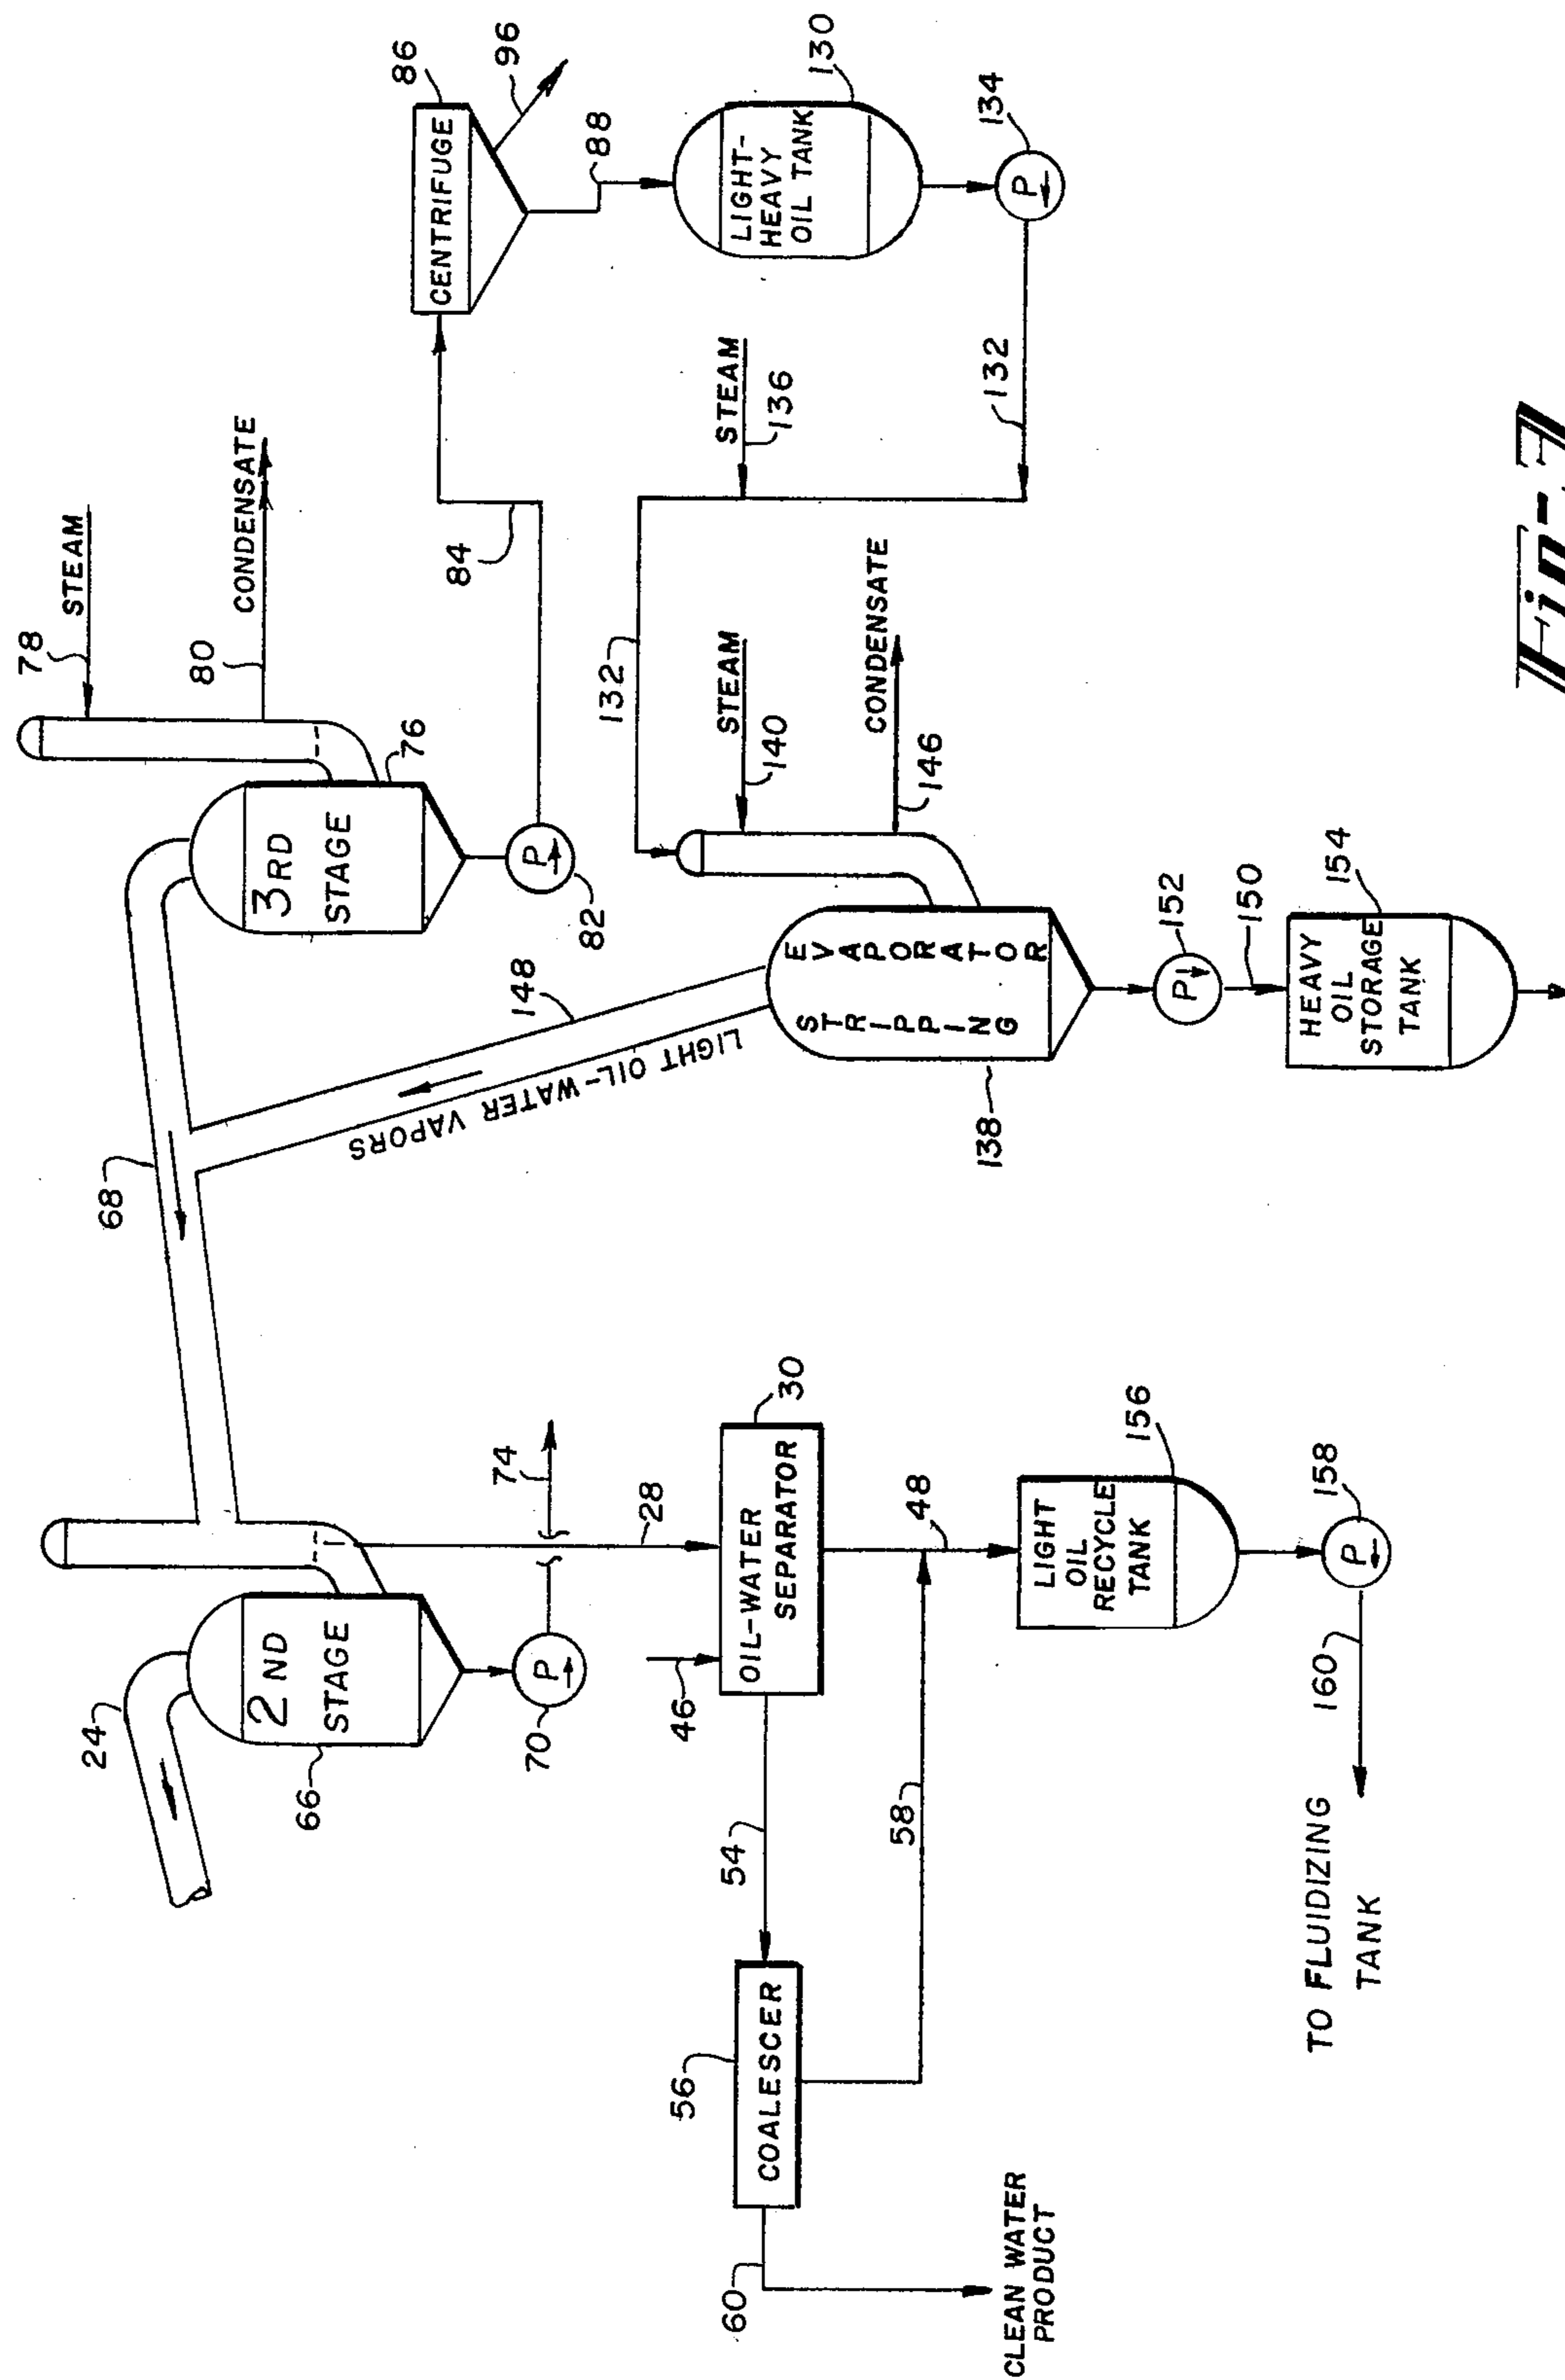 24
66
2ND
STAGE
70
P
74
28
68
78
STEAM
80
CONDENSATE
3RD
STAGE
76
P
82
84
CENTRIFUGE
86
96
88
LIGHT-
HEAVY
OIL TANK
130
P
134
132
STEAM
136
132
STEAM
140
CONDENSATE
146
148
LIGHT OIL-WATER VAPORS
STRIPPING
EVAPORATOR
138
P
152
150
HEAVY
OIL
STORAGE
TANK
154
46
OIL-WATER
SEPARATOR
30
54
56
COALESCER
58
48
60
CLEAN WATER
PRODUCT
LIGHT
OIL
RECYCLE
TANK
156
P
158
160
TO FLUIDIZING
TANK